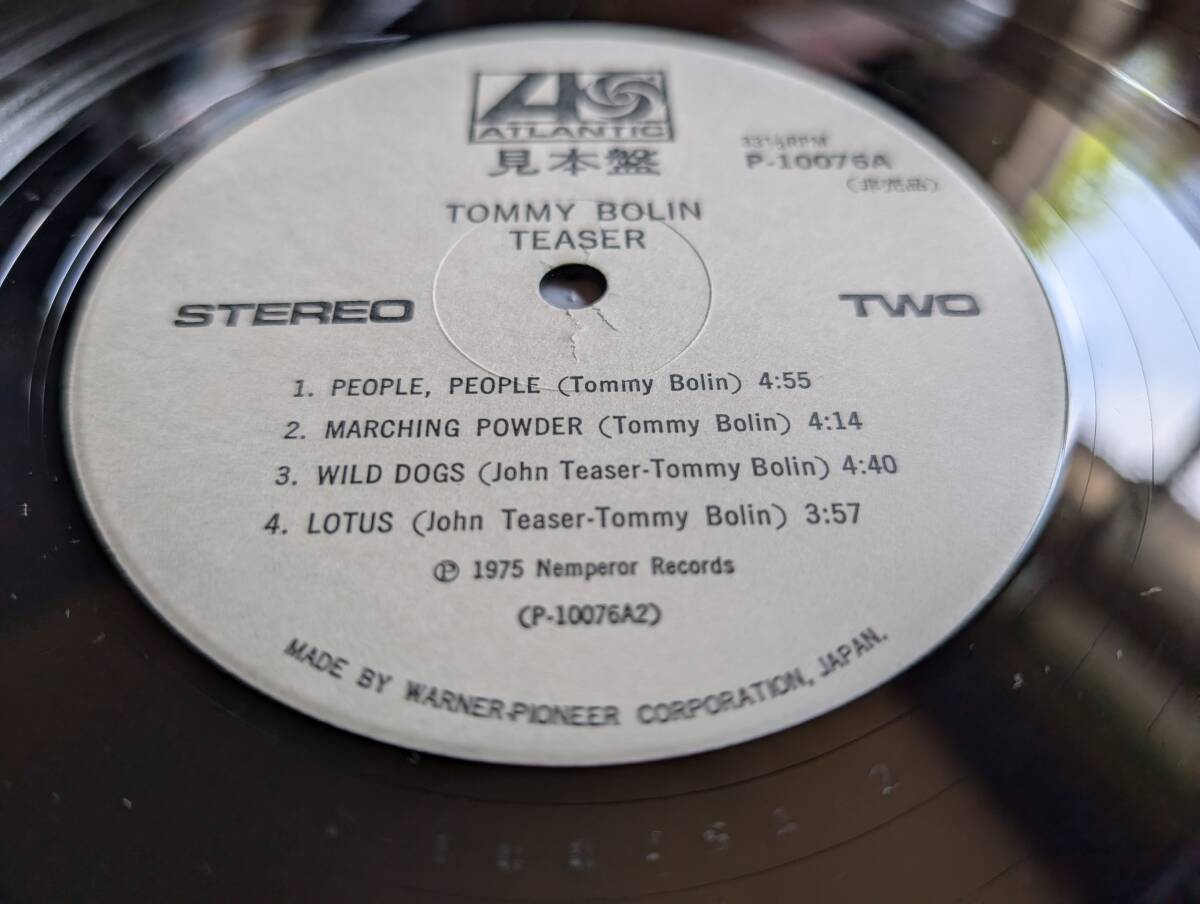 ATLANTIC
見本盤
33⅓RPM
P-10076A
(非売品)
TOMMY BOLIN
TEASER
STEREO
TWO
1. PEOPLE, PEOPLE (Tommy Bolin) 4:55
2. MARCHING POWDER (Tommy Bolin) 4:14
3. WILD DOGS (John Teaser-Tommy Bolin) 4:40
4. LOTUS (John Teaser-Tommy Bolin) 3:57
℗ 1975 Nemperor Records
(P-10076A2)
MADE BY WARNER-PIONEER CORPORATION, JAPAN.